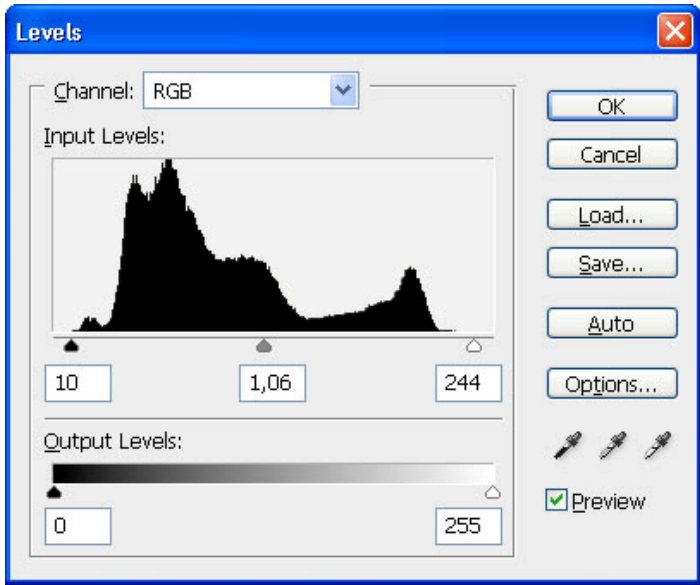 Levels
Channel: RGB
Input Levels:
10 1,06 244
Output Levels:
0 255
OK
Cancel
Load...
Save...
Auto
Options...
Preview